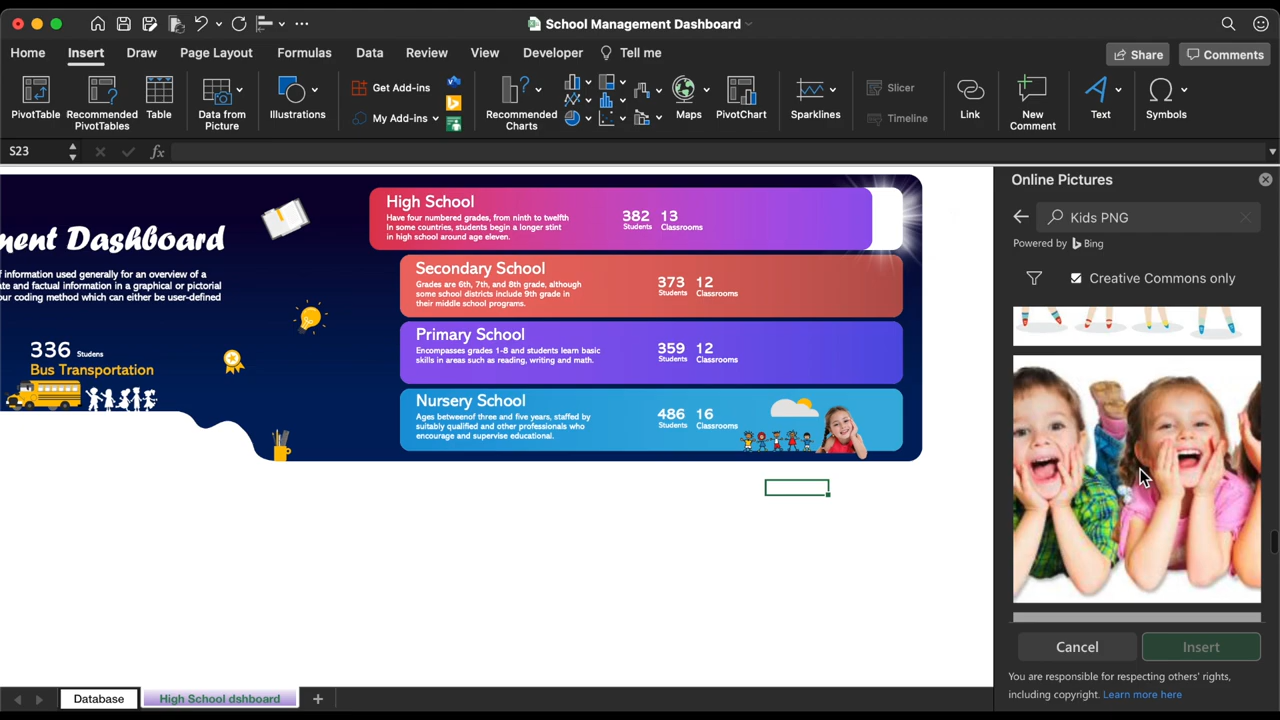 School Management Dashboard
Home Insert Draw Page Layout Formulas Data Review View Developer Tell me Share Comments
PivotTable Recommended PivotTables Table Data from Picture Illustrations
Get Add-ins
My Add-ins
Recommended Charts Maps PivotChart Sparklines
Slicer
Timeline
Link New Comment Text Symbols
S23 fx
ment Dashboard
f information used generally for an overview of a
ate and factual information in a graphical or pictorial
our coding method which can either be user-defined
336 Studens
Bus Transportation
High School
Have four numbered grades, from ninth to twelfth
In some countries, students begin a longer stint
in high school around age eleven.
382 13
Students Classrooms
Secondary School
Grades are 6th, 7th, and 8th grade, although
some school districts include 9th grade in
their middle school programs.
373 12
Students Classrooms
Primary School
Encompasses grades 1-8 and students learn basic
skills in areas such as reading, writing and math.
359 12
Students Classrooms
Nursery School
Ages betweenof three and five years, staffed by
suitably qualified and other professionals who
encourage and supervise educational.
486 16
Students Classrooms
Online Pictures
Kids PNG
Powered by Bing
Creative Commons only
Cancel Insert
You are responsible for respecting others' rights,
including copyright. Learn more here
Database High School dshboard